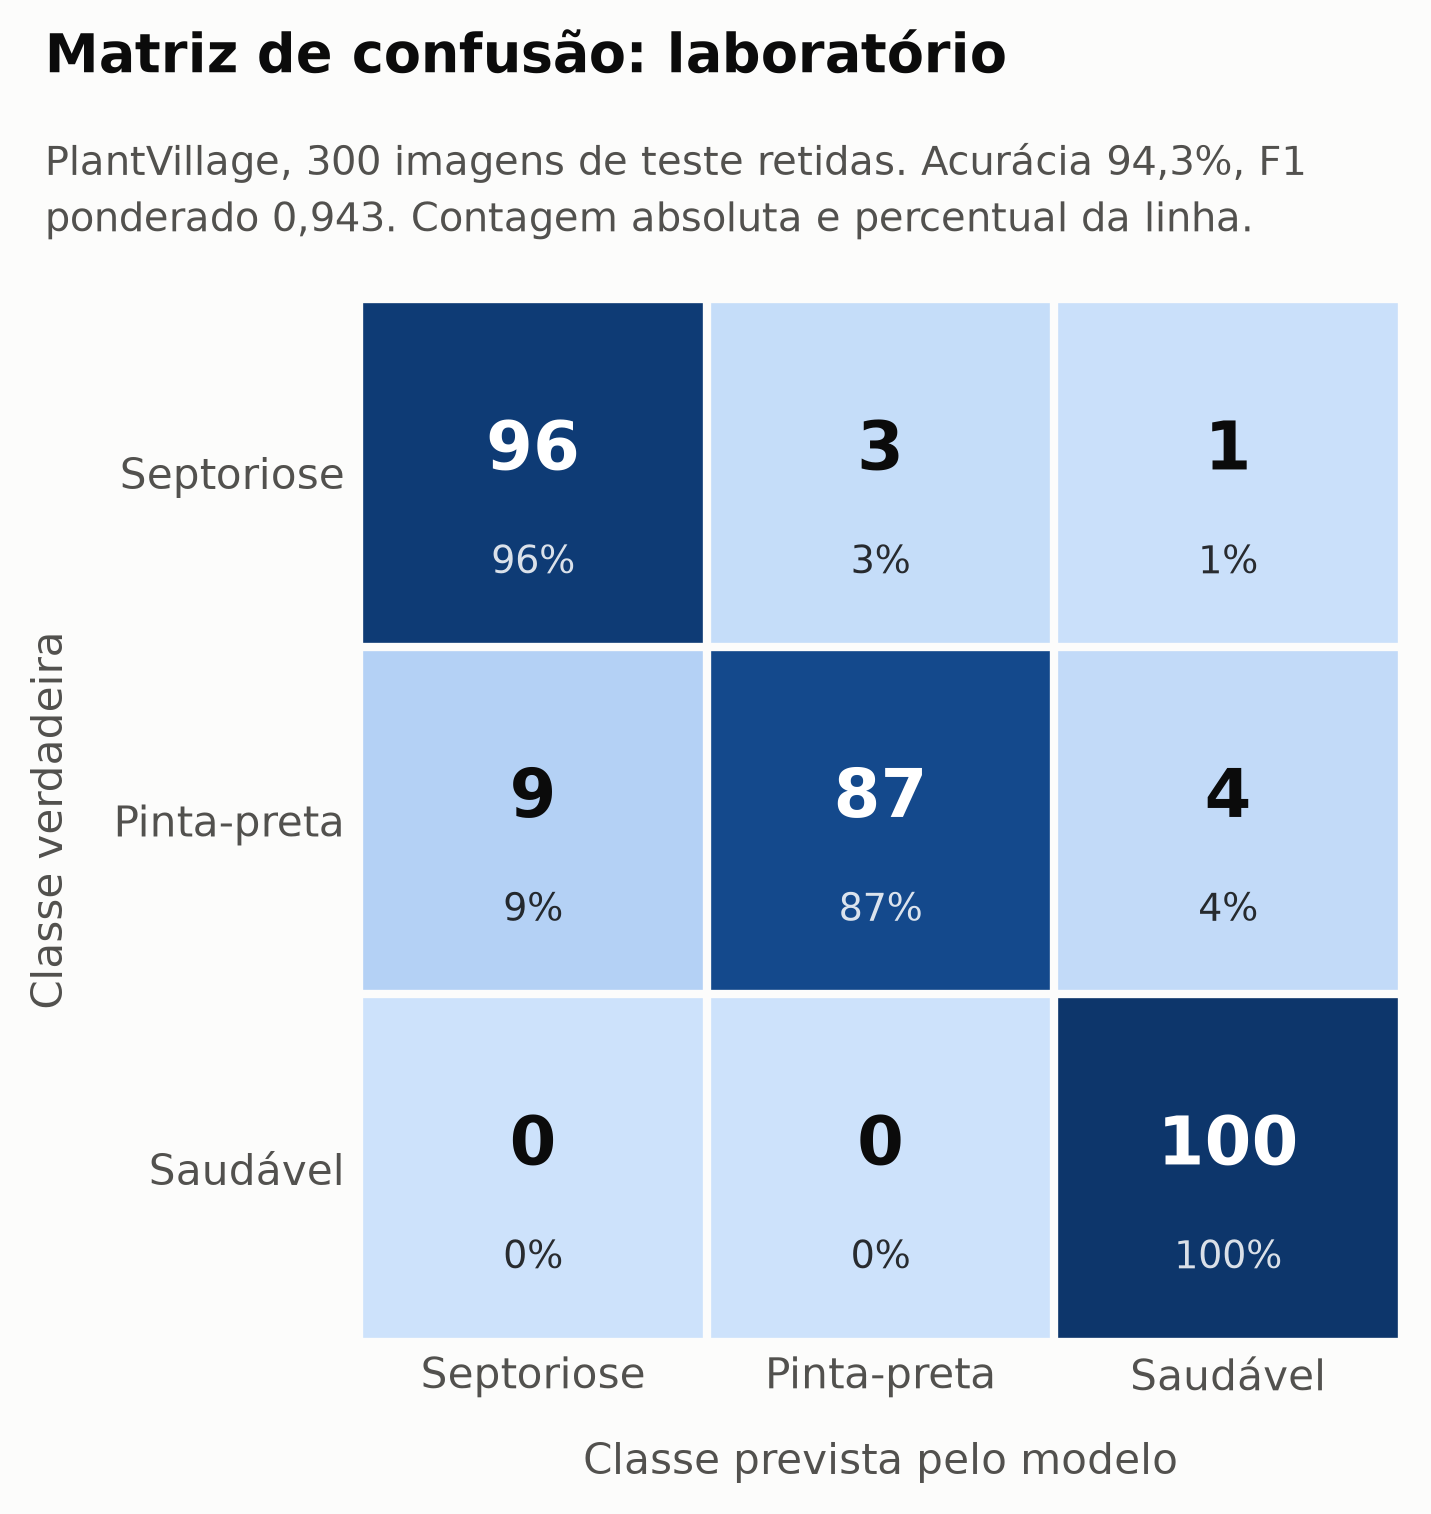 Matriz de confusão: laboratório
PlantVillage, 300 imagens de teste retidas. Acurácia 94,3%, F1
ponderado 0,943. Contagem absoluta e percentual da linha.
Classe verdadeira
Septoriose
96
3
1
96%
3%
1%
Pinta-preta
9
87
4
9%
87%
4%
Saudável
0
0
100
0%
0%
100%
Septoriose
Pinta-preta
Saudável
Classe prevista pelo modelo